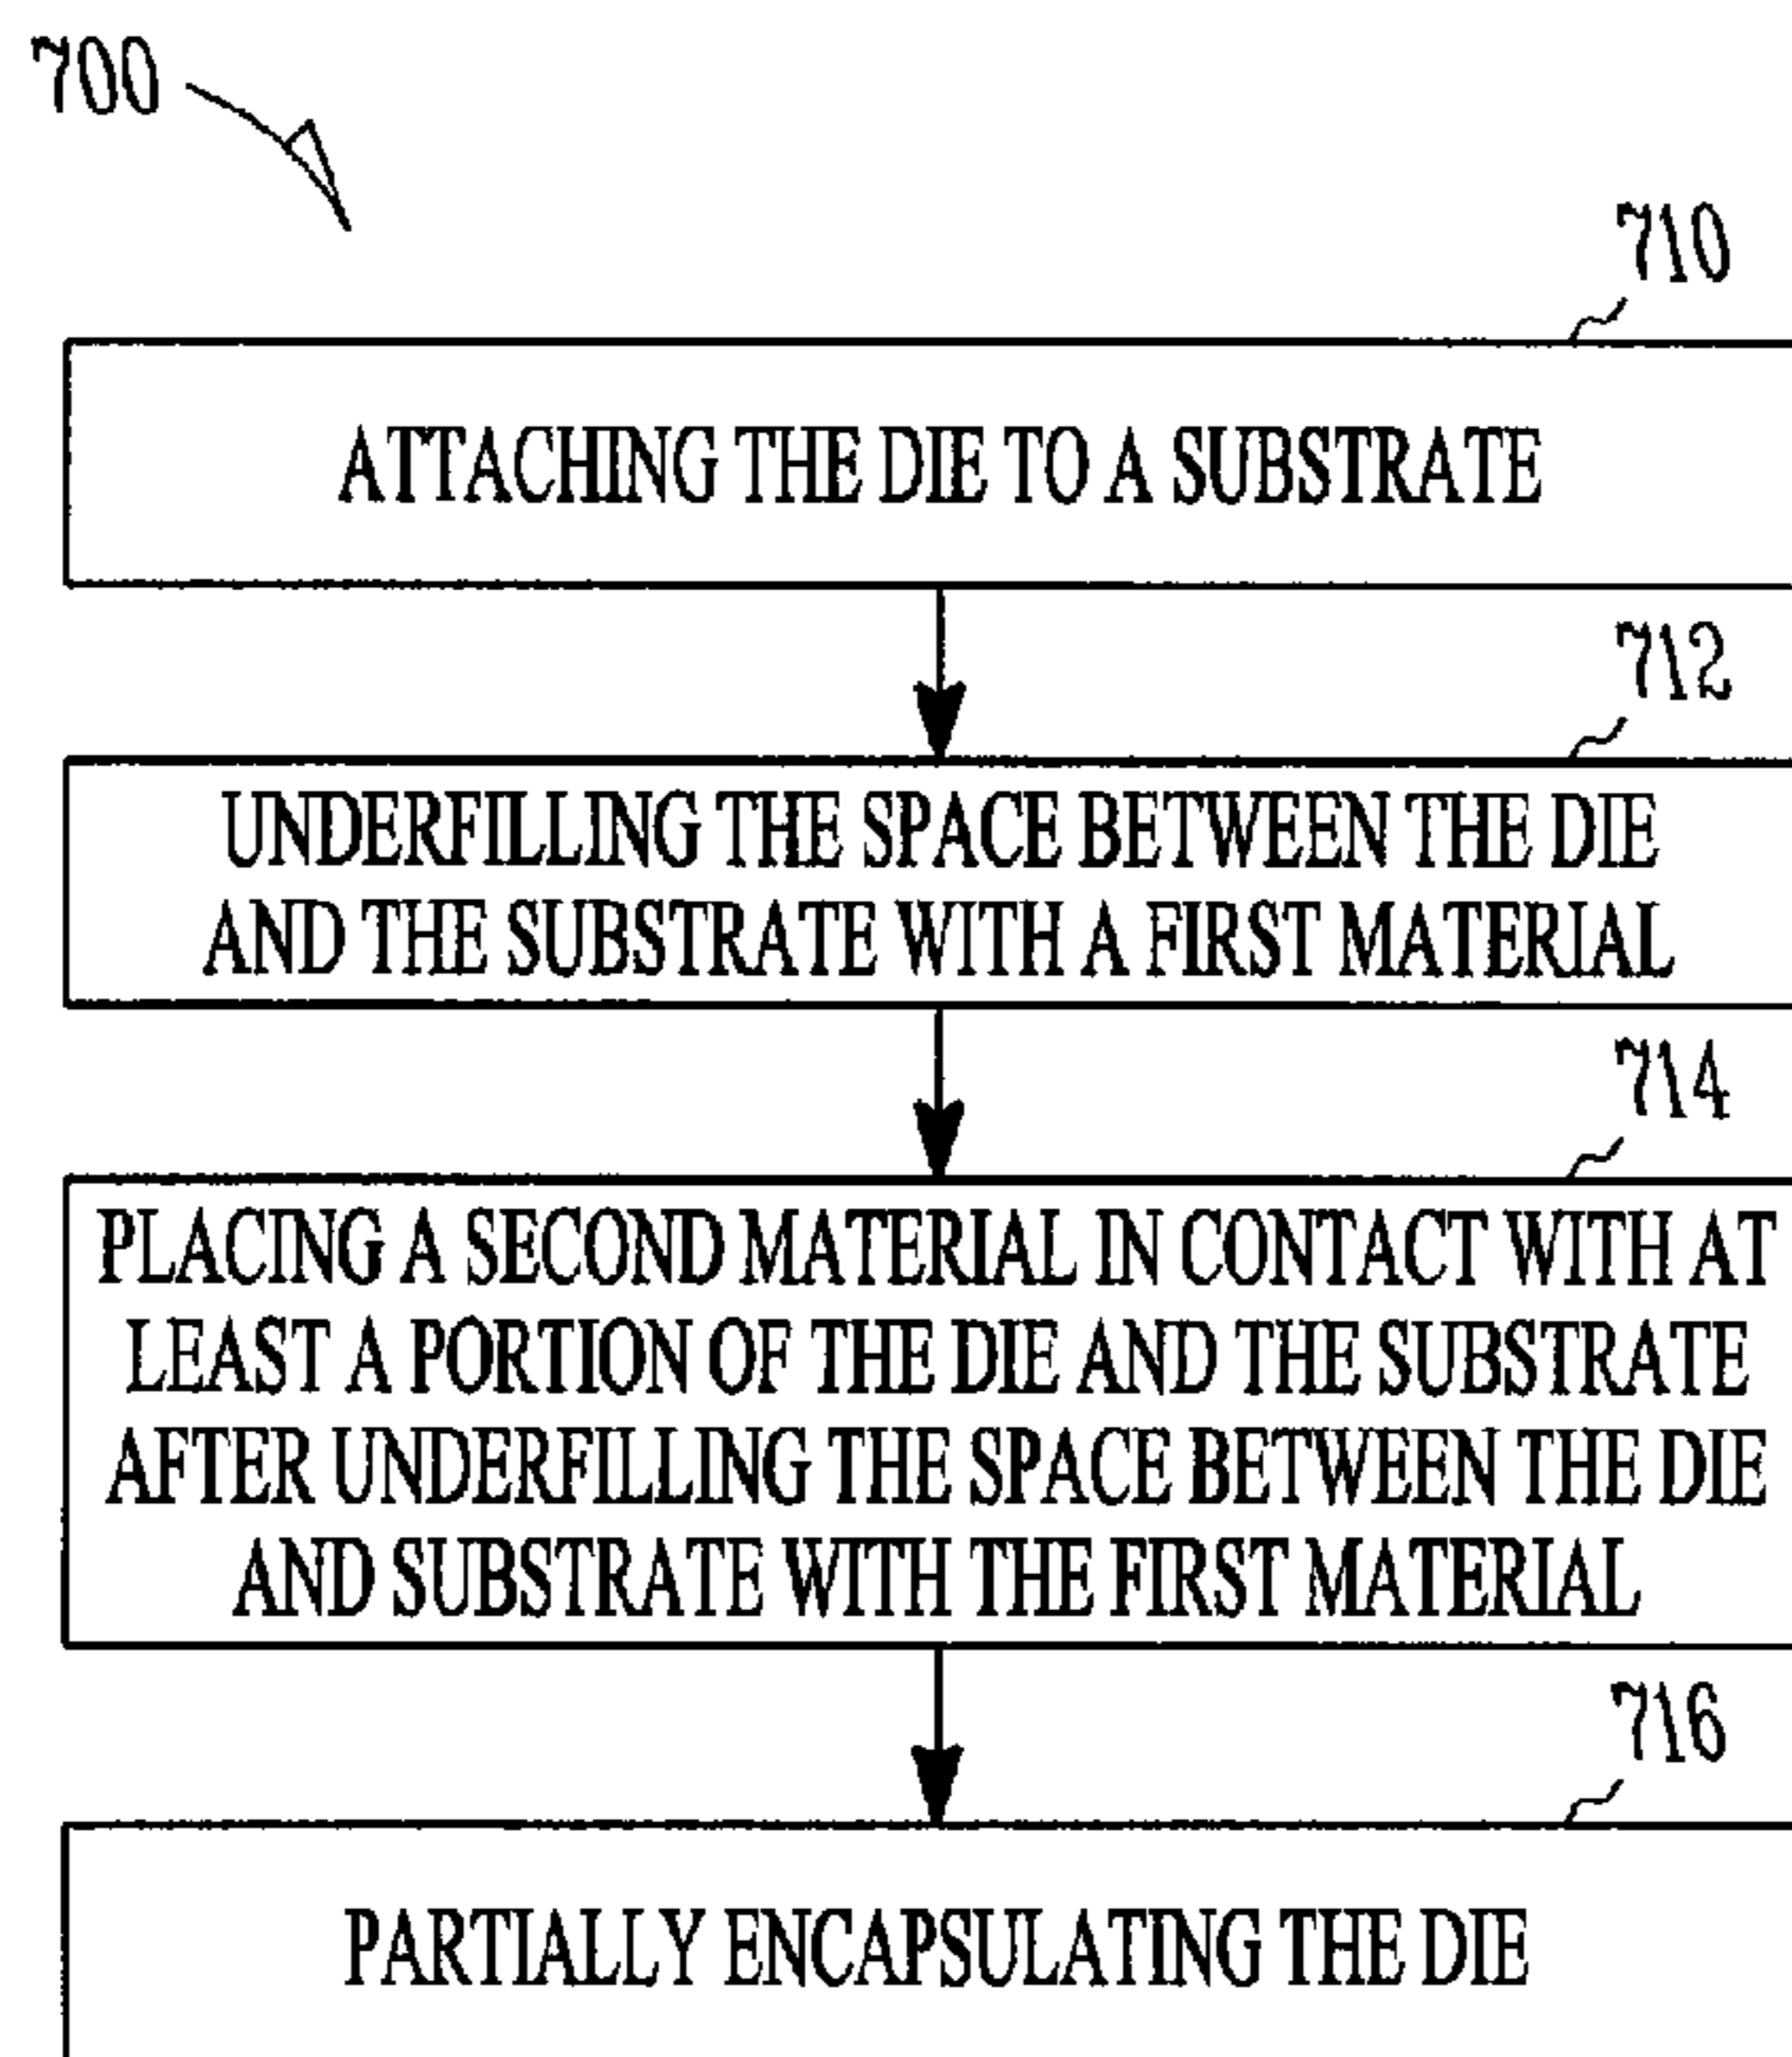 700
710
ATTACHING THE DIE TO A SUBSTRATE
712
UNDERFILLING THE SPACE BETWEEN THE DIE
AND THE SUBSTRATE WITH A FIRST MATERIAL
714
PLACING A SECOND MATERIAL IN CONTACT WITH AT
LEAST A PORTION OF THE DIE AND THE SUBSTRATE
AFTER UNDERFILLING THE SPACE BETWEEN THE DIE
AND SUBSTRATE WITH THE FIRST MATERIAL
716
PARTIALLY ENCAPSULATING THE DIE